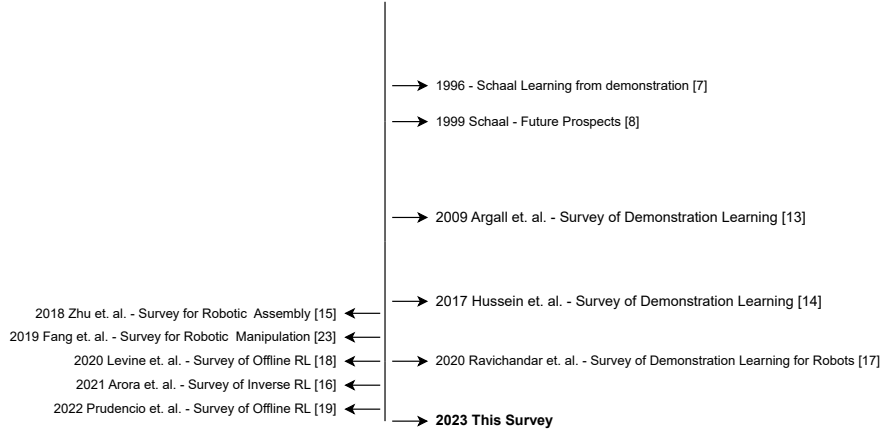 1996 - Schaal Learning from demonstration [7]
1999 Schaal - Future Prospects [8]
2009 Argall et. al. - Survey of Demonstration Learning [13]
2017 Hussein et. al. - Survey of Demonstration Learning [14]
2018 Zhu et. al. - Survey for Robotic Assembly [15]
2019 Fang et. al. - Survey for Robotic Manipulation [23]
2020 Levine et. al. - Survey of Offline RL [18]
2020 Ravichandar et. al. - Survey of Demonstration Learning for Robots [17]
2021 Arora et. al. - Survey of Inverse RL [16]
2022 Prudencio et. al. - Survey of Offline RL [19]
2023 This Survey